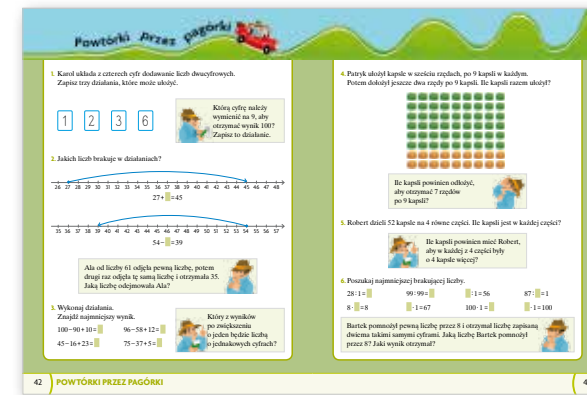 Powtórki przez pagórki
1. Karol układa z czterech cyfr dodawanie liczb dwucyfrowych.
Zapisz trzy działania, które może ułożyć.
1 2 3 6
Którą cyfrę należy
wymienić na 9, aby
otrzymać wynik 100?
Zapisz to działanie.
2. Jakich liczb brakuje w działaniach?
26 27 28 29 30 31 32 33 34 35 36 37 38 39 40 41 42 43 44 45 46 47 48
27+ =45
35 36 37 38 39 40 41 42 43 44 45 46 47 48 49 50 51 52 53 54 55 56 57
54− =39
Ala od liczby 61 odjęła pewną liczbę, potem
drugi raz odjęła tę samą liczbę i otrzymała 35.
Jaką liczbę odejmowała Ala?
3. Wykonaj działania.
Znajdź najmniejszy wynik.
100−90+10= 96−58+12=
45−16+23= 75−37+5=
Który z wyników
po zwiększeniu
o jeden będzie liczbą
o jednakowych cyfrach?
42 POWTÓRKI PRZEZ PAGÓRKI
4. Patryk ułożył kapsle w sześciu rzędach, po 9 kapsli w każdym.
Potem dołożył jeszcze dwa rzędy po 9 kapsli. Ile kapsli razem ułożył?
Ile kapsli powinien odłożyć,
aby otrzymać 7 rzędów
po 9 kapsli?
5. Robert dzieli 52 kapsle na 4 równe części. Ile kapsli jest w każdej części?
Ile kapsli powinien mieć Robert,
aby w każdej z 4 części były
o 4 kapsle więcej?
6. Poszukaj najmniejszej brakującej liczby.
28:1= 99:99= :1=56 87: =1
8· =8 ·1=67 100·1= ·1=100
Bartek pomnożył pewną liczbę przez 8 i otrzymał liczbę zapisaną
dwiema takimi samymi cyframi. Jaką liczbę Bartek pomnożył
przez 8? Jaki wynik otrzymał?